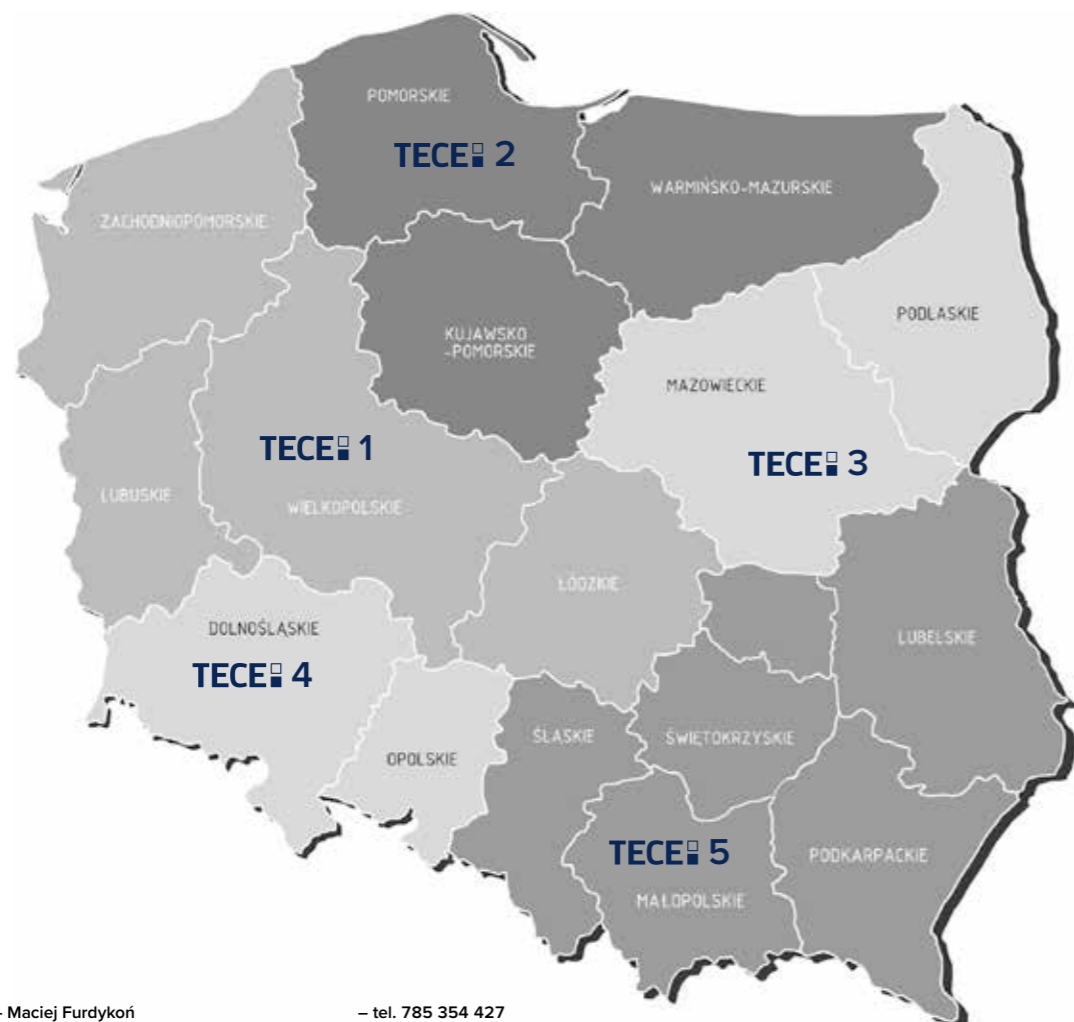 POMORSKIE
TECE 2
WARMIŃSKO-MAZURSKIE
ZACHODNIOPOMORSKIE
PODLASKIE
KUJAWSKO
-POMORSKIE
MAZOWIECKIE
TECE 1
TECE 3
LUBUSKIE
WIELKOPOLSKIE
ŁÓDZKIE
DOLNOŚLĄSKIE
LUBELSKIE
TECE 4
ŚLĄSKIE
ŚWIĘTOKRZYSKIE
OPOLSKIE
TECE 5
PODKARPACKIE
MAŁOPOLSKIE
- Maciej Furdykoń – tel. 785 354 427